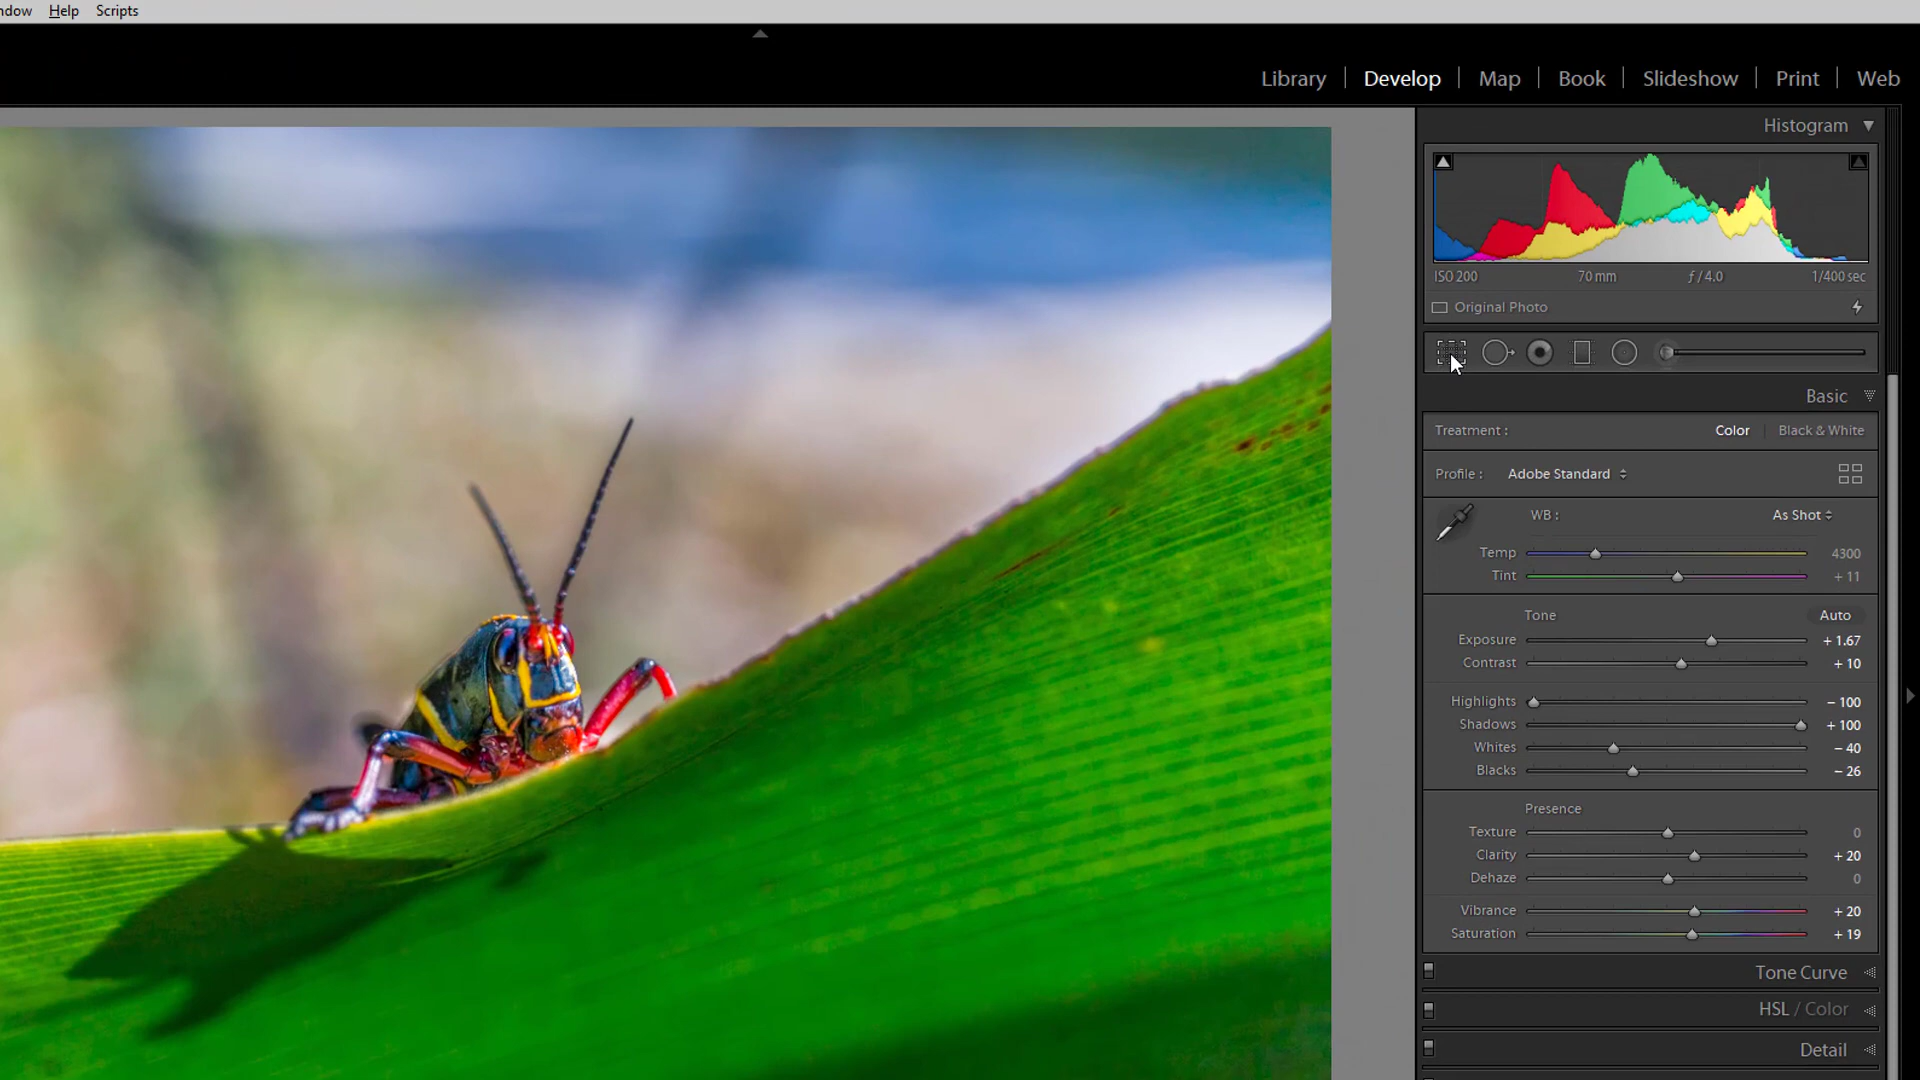 ndow Help Scripts
Library Develop Map Book Slideshow Print Web
Histogram
ISO 200 70 mm ƒ / 4.0 1/400 sec
Original Photo
Basic
Treatment : Color Black & White
Profile : Adobe Standard
WB : As Shot
Temp 4300
Tint + 11
Tone Auto
Exposure + 1.67
Contrast + 10
Highlights − 100
Shadows + 100
Whites − 40
Blacks − 26
Presence
Texture 0
Clarity + 20
Dehaze 0
Vibrance + 20
Saturation + 19
Tone Curve
HSL / Color
Detail